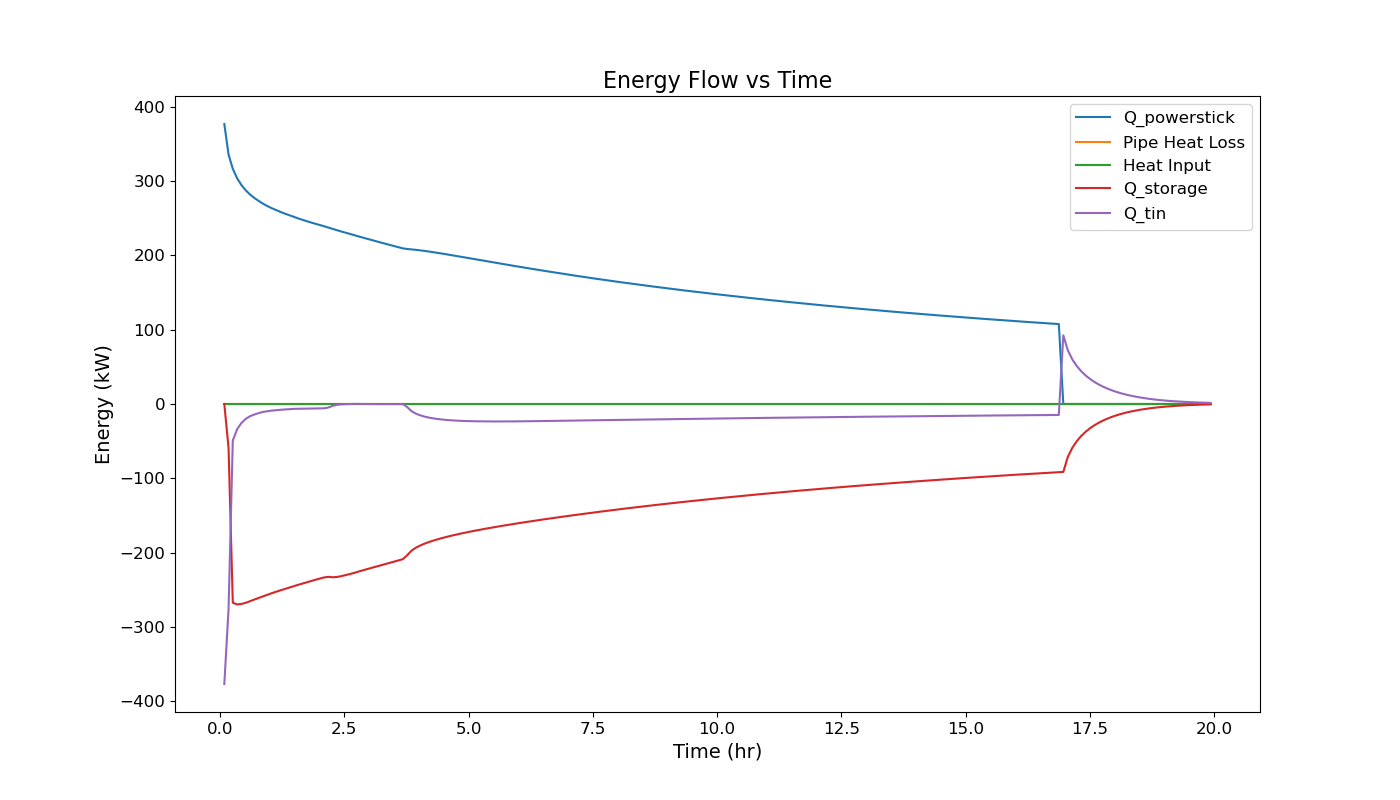 Energy Flow vs Time
Energy (kW)
400
300
200
100
0
−100
−200
−300
−400
Q_powerstick
Pipe Heat Loss
Heat Input
Q_storage
Q_tin
0.0 2.5 5.0 7.5 10.0 12.5 15.0 17.5 20.0
Time (hr)